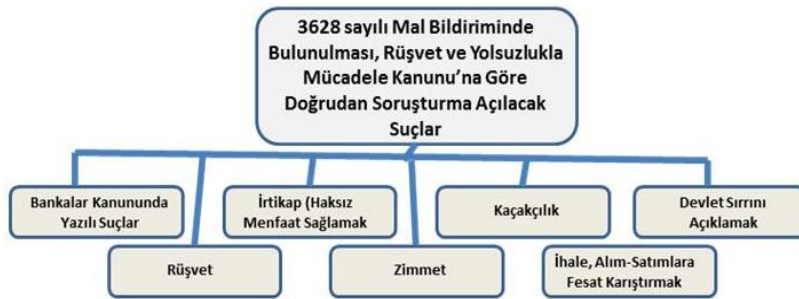 3628 sayılı Mal Bildiriminde
Bulunulması, Rüşvet ve Yolsuzlukla
Mücadele Kanunu’na Göre
Doğrudan Soruşturma Açılacak
Suçlar
Bankalar Kanununda
Yazılı Suçlar
İrtikap (Haksız
Menfaat Sağlamak
Kaçakçılık
Devlet Sırrını
Açıklamak
Rüşvet
Zimmet
İhale, Alım-Satımlara
Fesat Karıştırmak